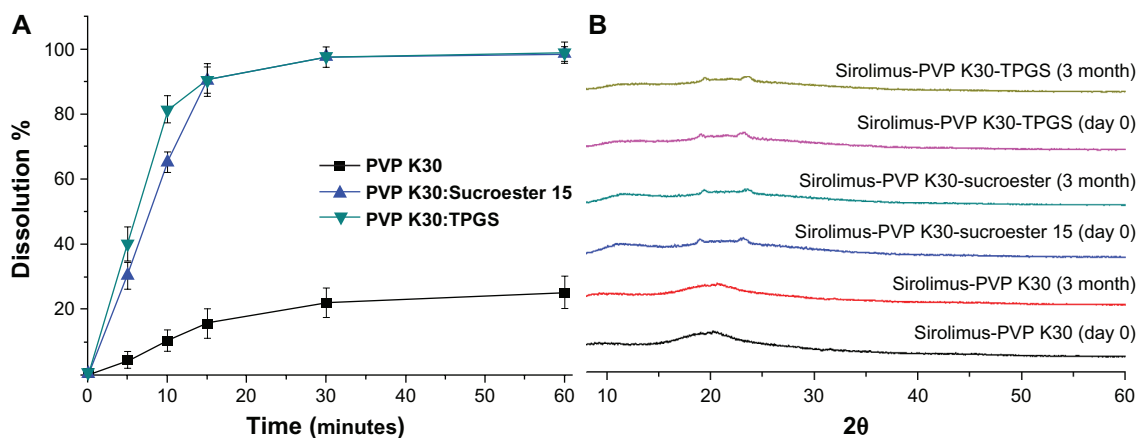 A
Dissolution %
100
80
60
40
20
0
10
20
30
40
50
60
Time (minutes)
PVP K30
PVP K30:Sucroester 15
PVP K30:TPGS
B
Sirolimus-PVP K30-TPGS (3 month)
Sirolimus-PVP K30-TPGS (day 0)
Sirolimus-PVP K30-sucroester (3 month)
Sirolimus-PVP K30-sucroester 15 (day 0)
Sirolimus-PVP K30 (3 month)
Sirolimus-PVP K30 (day 0)
10
20
30
40
50
60
2θ